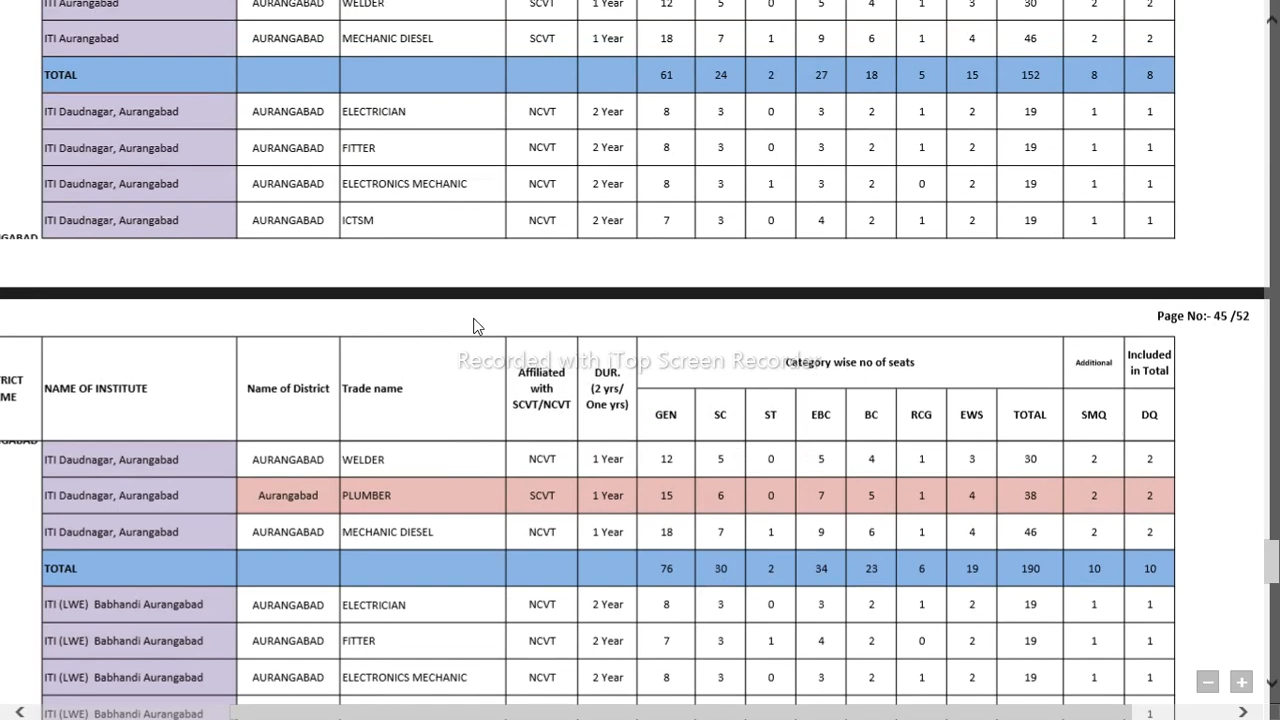 ITI Aurangabad AURANGABAD WELDER SCVT 1 Year 12 5 0 5 4 1 3 30 2 2
ITI Aurangabad AURANGABAD MECHANIC DIESEL SCVT 1 Year 18 7 1 9 6 1 4 46 2 2
TOTAL 61 24 2 27 18 5 15 152 8 8
ITI Daudnagar, Aurangabad AURANGABAD ELECTRICIAN NCVT 2 Year 8 3 0 3 2 1 2 19 1 1
ITI Daudnagar, Aurangabad AURANGABAD FITTER NCVT 2 Year 8 3 0 3 2 1 2 19 1 1
ITI Daudnagar, Aurangabad AURANGABAD ELECTRONICS MECHANIC NCVT 2 Year 8 3 1 3 2 0 2 19 1 1
ITI Daudnagar, Aurangabad AURANGABAD ICTSM NCVT 2 Year 7 3 0 4 2 1 2 19 1 1
Page No:- 45 /52
Recorded with iTop Screen Recorder
NAME OF INSTITUTE Name of District Trade name Affiliated with SCVT/NCVT DUR. (2 yrs/ One yrs) Category wise no of seats Additional Included in Total
GEN SC ST EBC BC RCG EWS TOTAL SMQ DQ
ITI Daudnagar, Aurangabad AURANGABAD WELDER NCVT 1 Year 12 5 0 5 4 1 3 30 2 2
ITI Daudnagar, Aurangabad Aurangabad PLUMBER SCVT 1 Year 15 6 0 7 5 1 4 38 2 2
ITI Daudnagar, Aurangabad AURANGABAD MECHANIC DIESEL NCVT 1 Year 18 7 1 9 6 1 4 46 2 2
TOTAL 76 30 2 34 23 6 19 190 10 10
ITI (LWE) Babhandi Aurangabad AURANGABAD ELECTRICIAN NCVT 2 Year 8 3 0 3 2 1 2 19 1 1
ITI (LWE) Babhandi Aurangabad AURANGABAD FITTER NCVT 2 Year 7 3 1 4 2 0 2 19 1 1
ITI (LWE) Babhandi Aurangabad AURANGABAD ELECTRONICS MECHANIC NCVT 2 Year 8 3 0 3 2 1 2 19 1 1
ITI (LWE) Babhandi Aurangabad 1